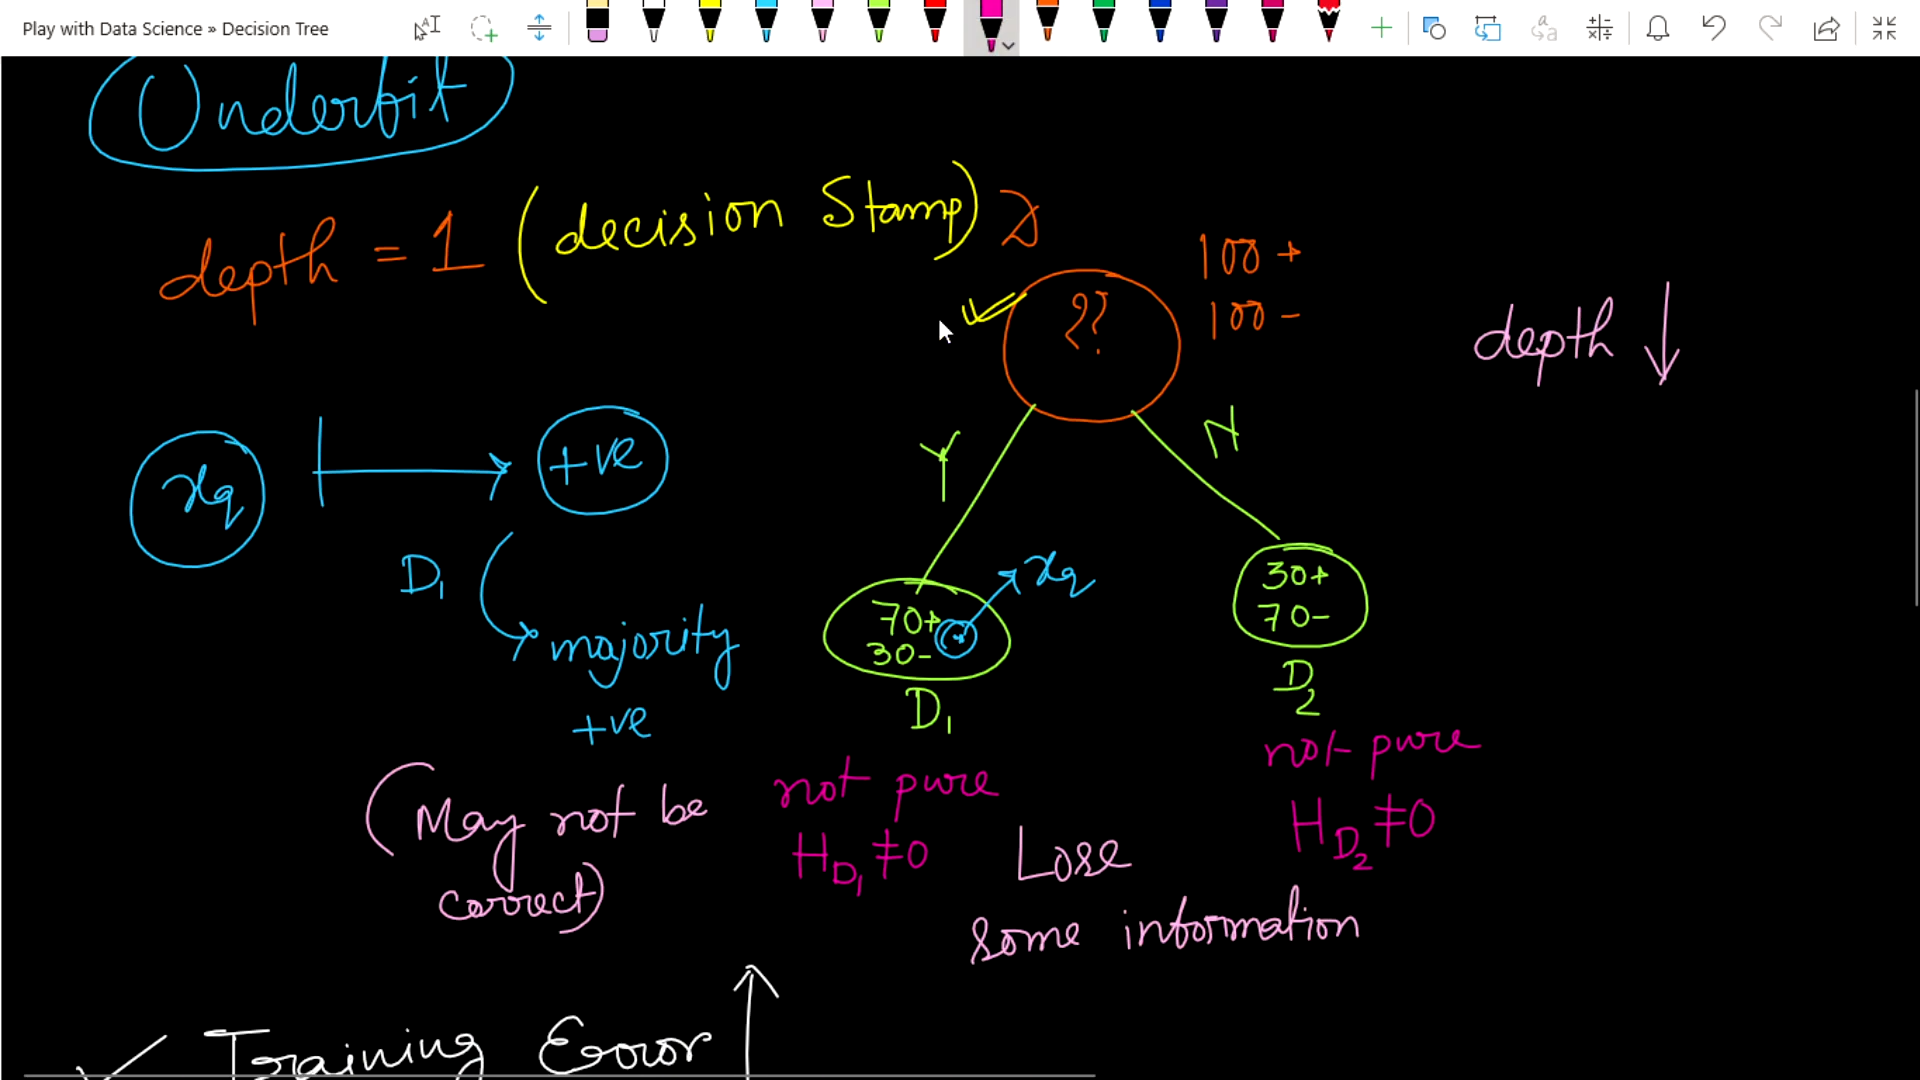 Play with Data Science » Decision Tree
Underfit
depth = 1 (decision Stamp)
D
100 +
100 -
??
depth ↓
Y
N
xq
+ve
D1
majority
+ve
(May not be
correct)
xq
70+
30-
D1
30+
70-
D2
not pure
HD1 ≠0
not pure
HD2 ≠0
Lose
some information
✓ Training Error ↑